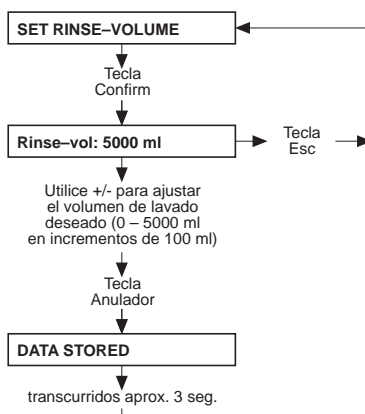 SET RINSE–VOLUME
Tecla
Confirm
Rinse–vol: 5000 ml
Tecla
Esc
Utilice +/- para ajustar
el volumen de lavado
deseado (0 – 5000 ml
en incrementos de 100 ml)
Tecla
Anulador
DATA STORED
transcurridos aprox. 3 seg.